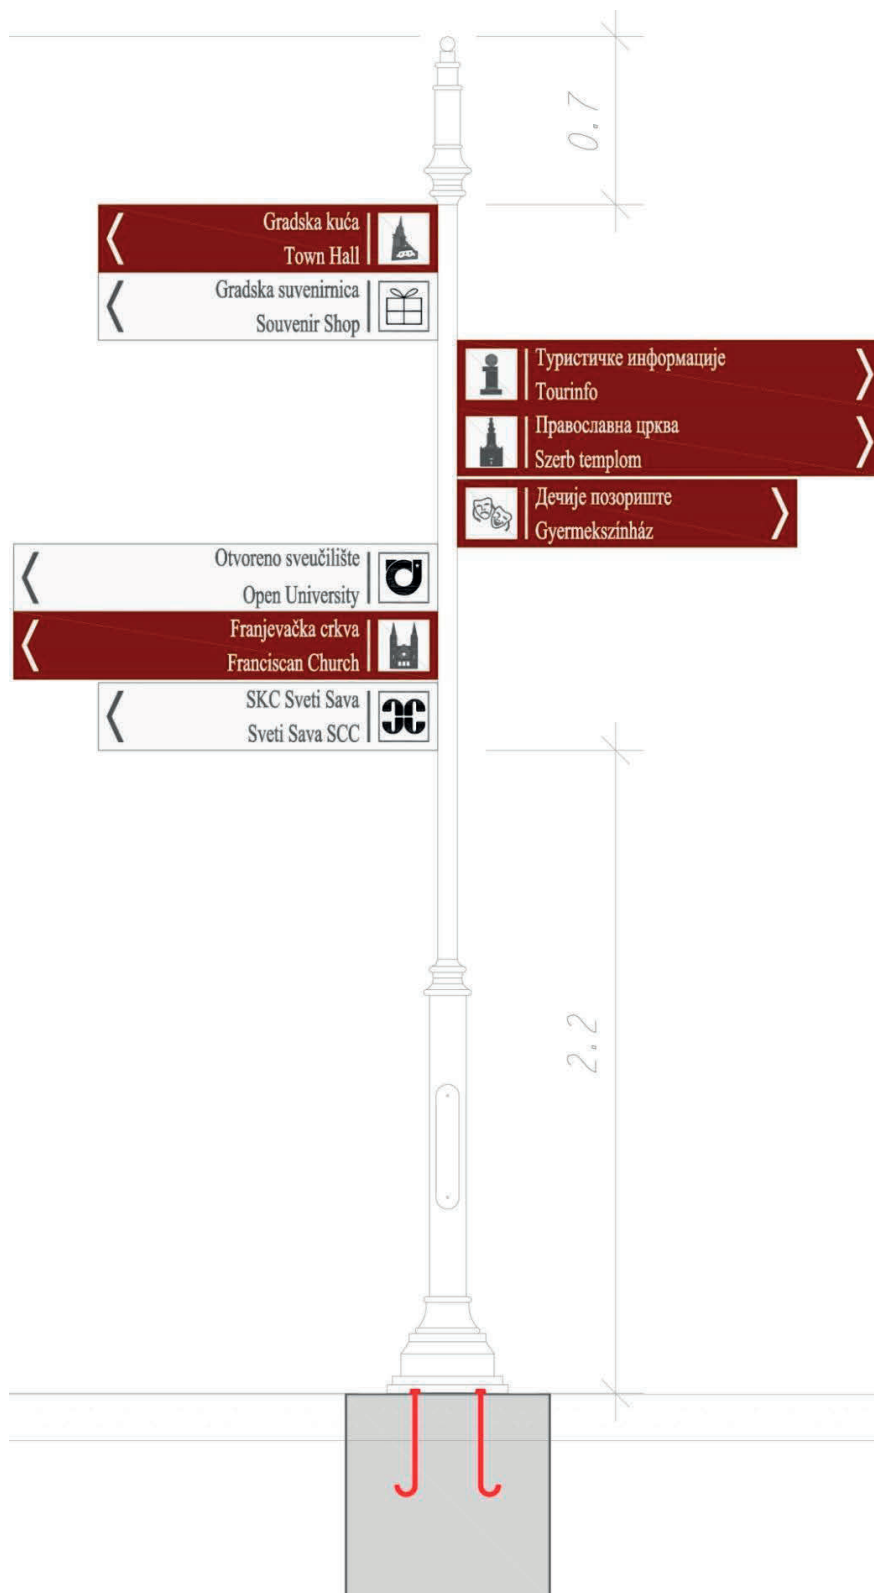 0.7
Gradska kuća
Town Hall
Gradska suvenirnica
Souvenir Shop
Туристичке информације
Tourinfo
Православна црква
Szerb templom
Дечије позориште
Gyermekszínház
Otvoreno sveučilište
Open University
Franjevačka crkva
Franciscan Church
SKC Sveti Sava
Sveti Sava SCC
2.2